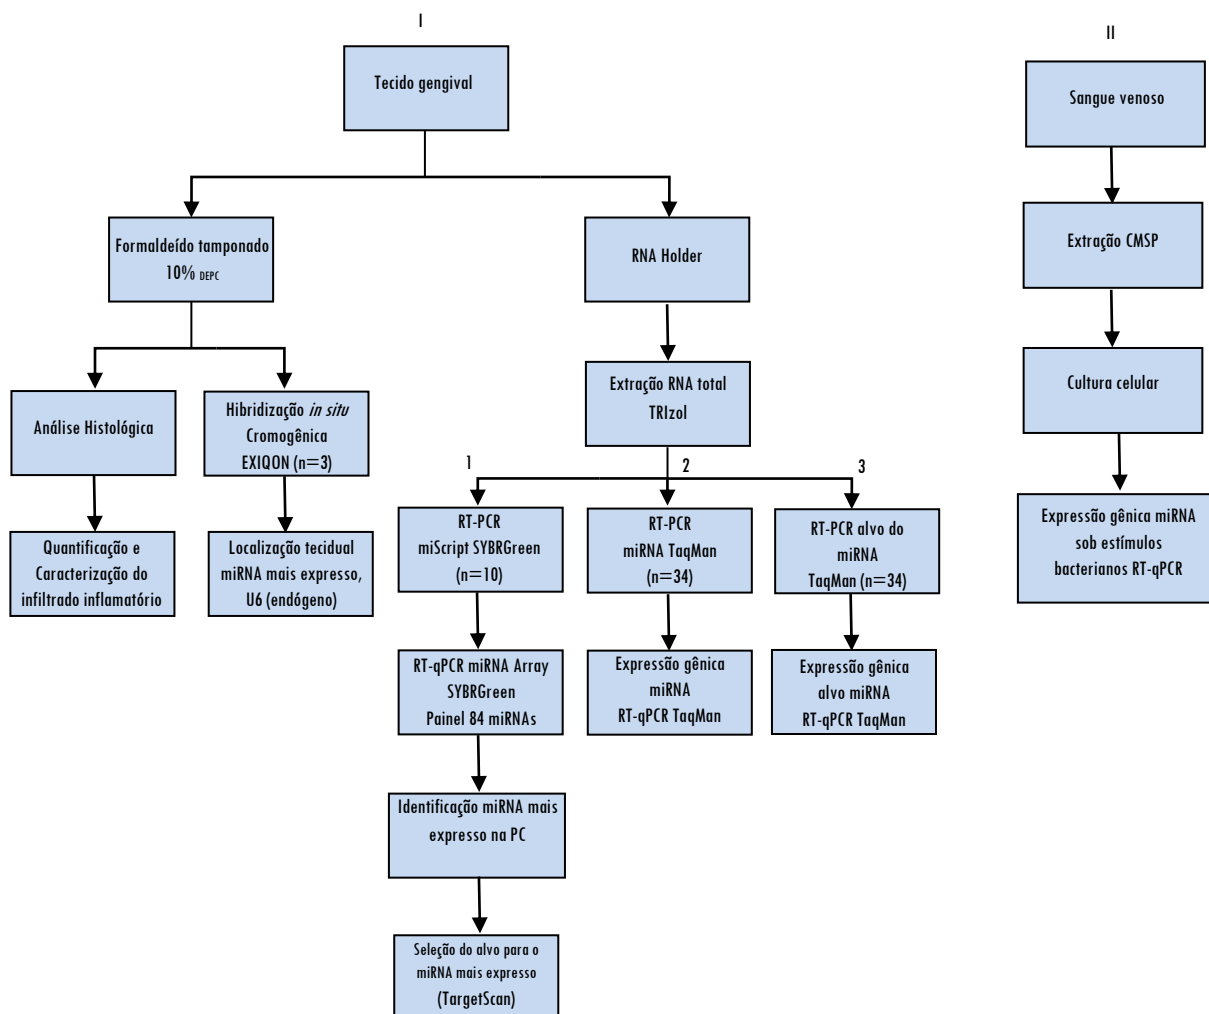 I
Tecido gengival
Formaldeído tamponado
10% DEPC
RNA Holder
Análise Histológica
Hibridização in situ
Cromogênica
EXIQON (n=3)
Extração RNA total
TRIzol
Quantificação e
Caracterização do
infiltrado inflamatório
Localização tecidual
miRNA mais expresso,
U6 (endógeno)
1
2
3
RT-PCR
miScript SYBRGreen
(n=10)
RT-PCR
miRNA TaqMan
(n=34)
RT-PCR alvo do
miRNA
TaqMan (n=34)
RT-qPCR miRNA Array
SYBRGreen
Painel 84 miRNAs
Expressão gênica
miRNA
RT-qPCR TaqMan
Expressão gênica
alvo miRNA
RT-qPCR TaqMan
Identificação miRNA mais
expresso na PC
Seleção do alvo para o
miRNA mais expresso
(TargetScan)
II
Sangue venoso
Extração CMSP
Cultura celular
Expressão gênica miRNA
sob estímulos
bacterianos RT-qPCR